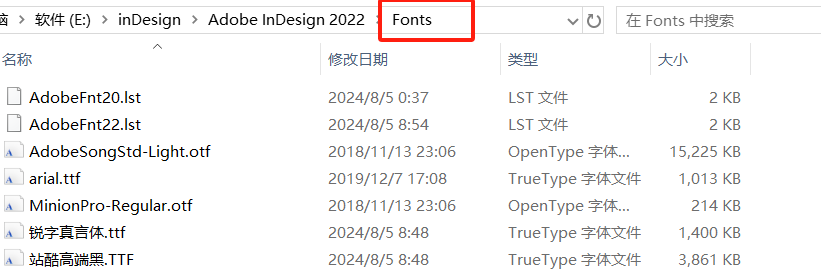 脑 › 软件 (E:) › inDesign › Adobe InDesign 2022 › Fonts 在 Fonts 中搜索
名称 修改日期 类型 大小
AdobeFnt20.lst 2024/8/5 0:37 LST 文件 2 KB
AdobeFnt22.lst 2024/8/5 8:54 LST 文件 2 KB
AdobeSongStd-Light.otf 2018/11/13 23:06 OpenType 字体... 15,225 KB
arial.ttf 2019/12/7 17:08 TrueType 字体文件 1,013 KB
MinionPro-Regular.otf 2018/11/13 23:06 OpenType 字体... 214 KB
锐字真言体.ttf 2024/8/5 8:48 TrueType 字体文件 1,400 KB
站酷高端黑.TTF 2024/8/5 8:48 TrueType 字体文件 3,861 KB